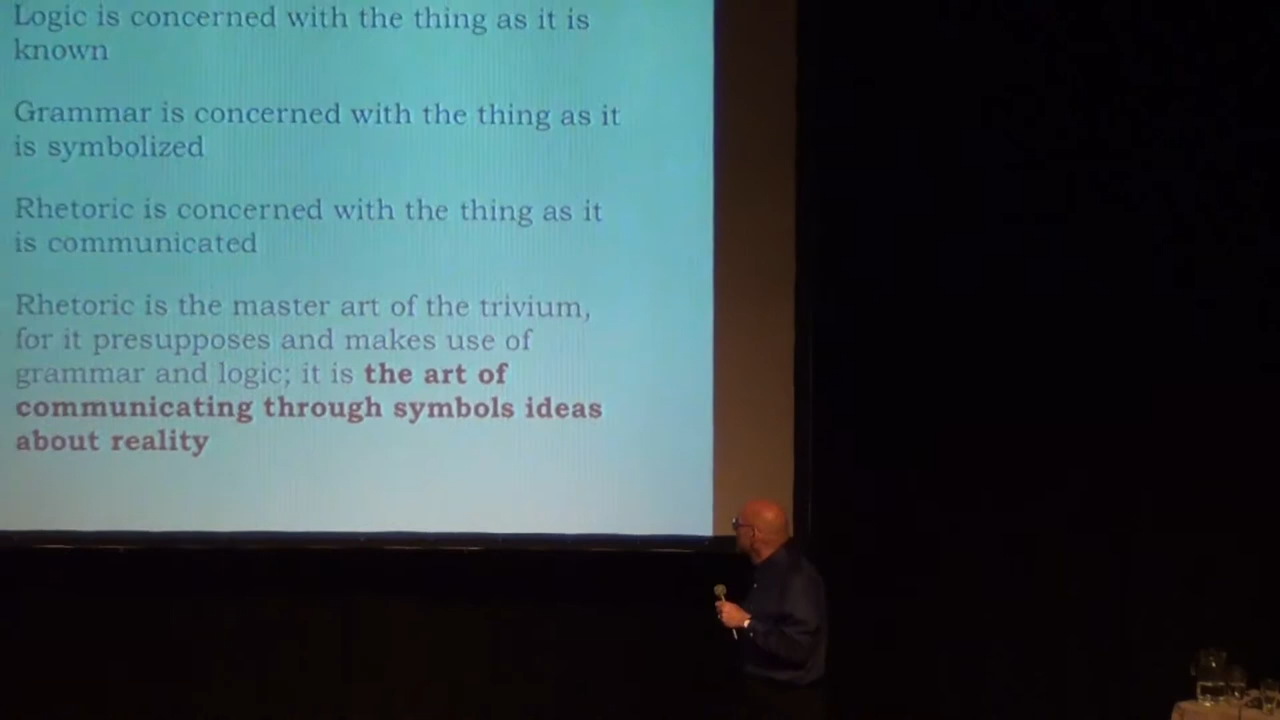 Logic is concerned with the thing as it is
known
Grammar is concerned with the thing as it
is symbolized
Rhetoric is concerned with the thing as it
is communicated
Rhetoric is the master art of the trivium,
for it presupposes and makes use of
grammar and logic; it is the art of
communicating through symbols ideas
about reality